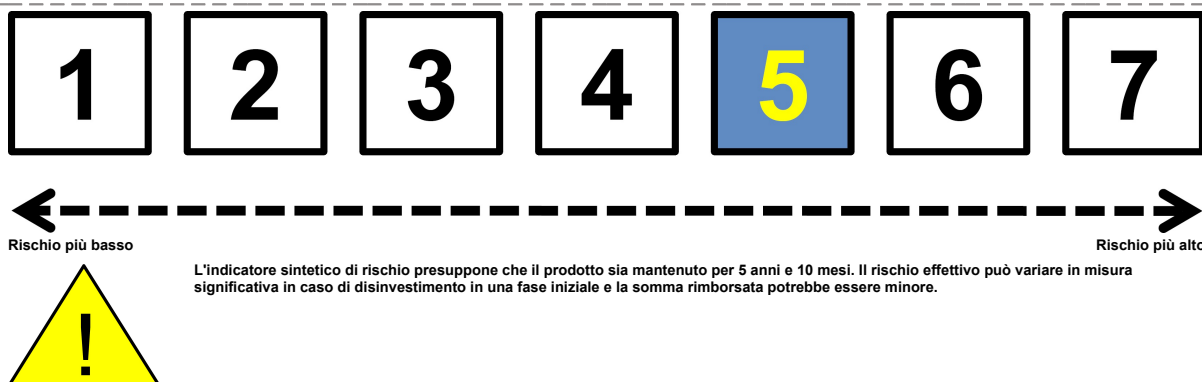 1 2 3 4 5 6 7
Rischio più basso Rischio più alto
L'indicatore sintetico di rischio presuppone che il prodotto sia mantenuto per 5 anni e 10 mesi. Il rischio effettivo può variare in misura
significativa in caso di disinvestimento in una fase iniziale e la somma rimborsata potrebbe essere minore.
!